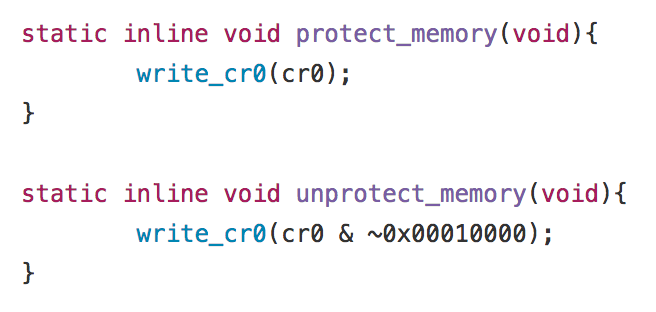 static inline void protect_memory(void){
        write_cr0(cr0);
}

static inline void unprotect_memory(void){
        write_cr0(cr0 & ~0x00010000);
}